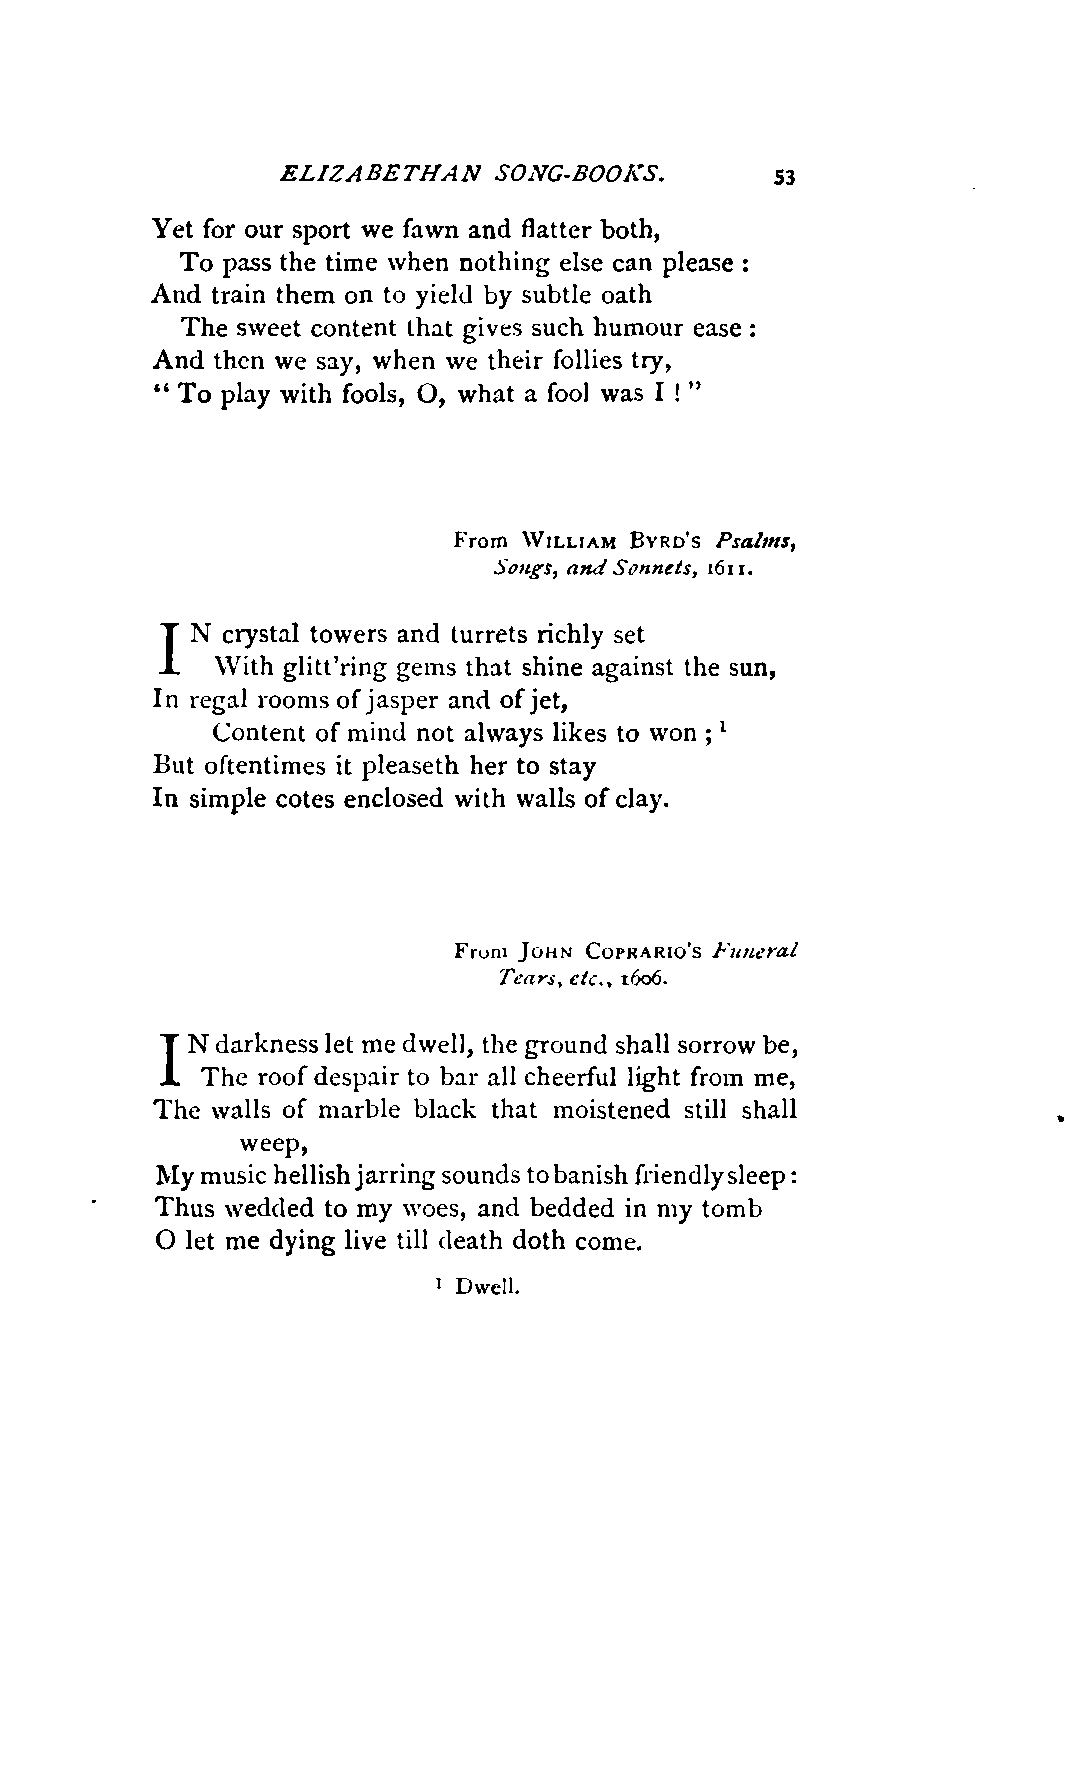 ELIZABETHAN SONG-BOOKS. 53
Yet for our sport we fawn and flatter both,
To pass the time when nothing else can please :
And train them on to yield by subtle oath
The sweet content that gives such humour ease :
And then we say, when we their follies try,
“ To play with fools, O, what a fool was I ! ”
From WILLIAM BYRD'S Psalms,
Songs, and Sonnets, 1611.
IN crystal towers and turrets richly set
With glitt'ring gems that shine against the sun,
In regal rooms of jasper and of jet,
Content of mind not always likes to won ; ¹
But oftentimes it pleaseth her to stay
In simple cotes enclosed with walls of clay.
From JOHN COPRARIO'S Funeral
Tears, etc., 1606.
IN darkness let me dwell, the ground shall sorrow be,
The roof despair to bar all cheerful light from me,
The walls of marble black that moistened still shall
weep,
My music hellish jarring sounds to banish friendly sleep :
Thus wedded to my woes, and bedded in my tomb
O let me dying live till death doth come.
¹ Dwell.